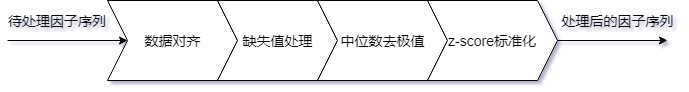 待处理因子序列
数据对齐
缺失值处理
中位数去极值
z-score标准化
处理后的因子序列